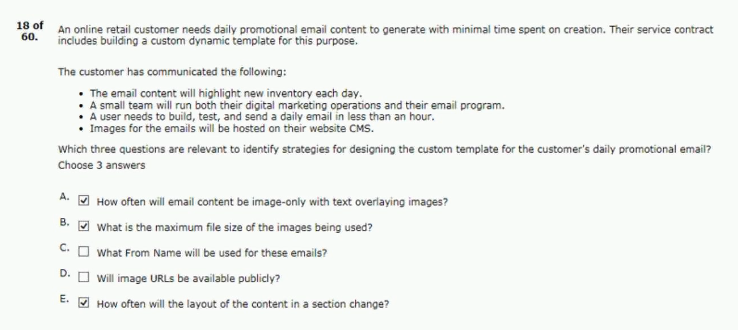 18 of 60. An online retail customer needs daily promotional email content to generate with minimal time spent on creation. Their service contract
includes building a custom dynamic template for this purpose.
The customer has communicated the following:
• The email content will highlight new inventory each day.
• A small team will run both their digital marketing operations and their email program.
• A user needs to build, test, and send a daily email in less than an hour.
• Images for the emails will be hosted on their website CMS.
Which three questions are relevant to identify strategies for designing the custom template for the customer's daily promotional email?
Choose 3 answers
A. How often will email content be image-only with text overlaying images?
B. What is the maximum file size of the images being used?
C. What From Name will be used for these emails?
D. Will image URLs be available publicly?
E. How often will the layout of the content in a section change?